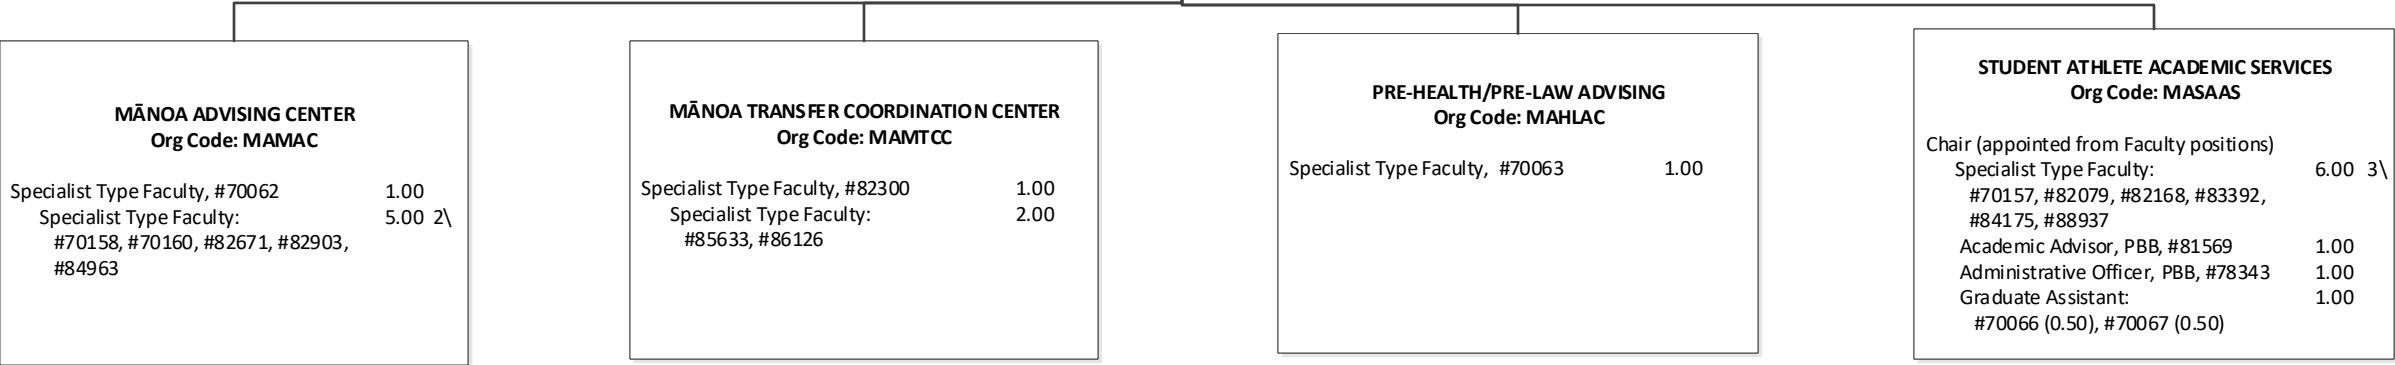 MĀNOA ADVISING CENTER
Org Code: MAMAC
Specialist Type Faculty, #70062 1.00
Specialist Type Faculty: 5.00 2\
#70158, #70160, #82671, #82903,
#84963
MĀNOA TRANSFER COORDINATION CENTER
Org Code: MAMTCC
Specialist Type Faculty, #82300 1.00
Specialist Type Faculty: 2.00
#85633, #86126
PRE-HEALTH/PRE-LAW ADVISING
Org Code: MAHLAC
Specialist Type Faculty, #70063 1.00
STUDENT ATHLETE ACADEMIC SERVICES
Org Code: MASAAS
Chair (appointed from Faculty positions)
Specialist Type Faculty: 6.00 3\
#70157, #82079, #82168, #83392,
#84175, #88937
Academic Advisor, PBB, #81569 1.00
Administrative Officer, PBB, #78343 1.00
Graduate Assistant: 1.00
#70066 (0.50), #70067 (0.50)